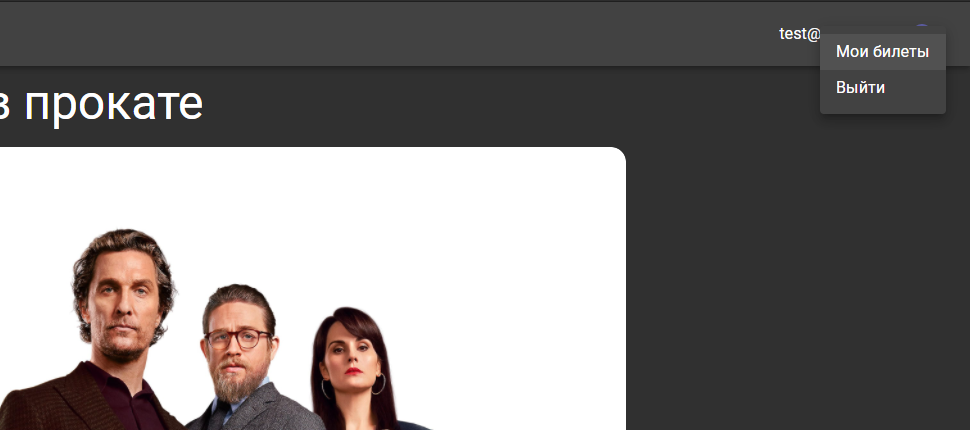 test@
Мои билеты
Выйти
в прокате